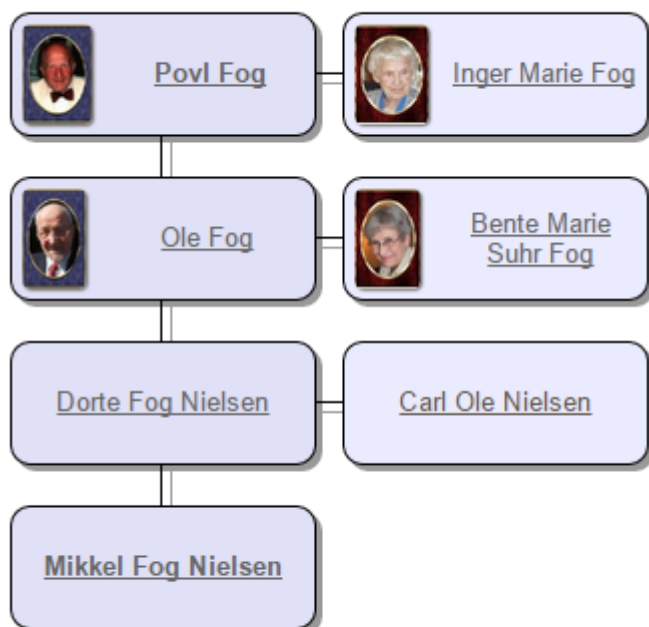 Povl Fog
Inger Marie Fog
Ole Fog
Bente Marie
Suhr Fog
Dorte Fog Nielsen
Carl Ole Nielsen
Mikkel Fog Nielsen